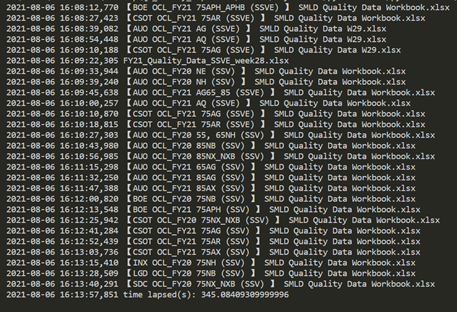 2021-08-06 16:08:12,770 【BOE OCL_FY21 75APH_APHB (SSVE) 】 SMLD Quality Data Workbook.xlsx
2021-08-06 16:08:27,423 【CSOT OCL_FY21 75AR (SSVE) 】 SMLD Quality Data Workbook.xlsx
2021-08-06 16:08:39,082 【AUO OCL_FY21 AG (SSVE) 】 SMLD Quality Data W29.xlsx
2021-08-06 16:08:54,448 【AUO OCL_FY21 AQ (SSVE) 】 SMLD Quality Data W29.xlsx
2021-08-06 16:09:10,188 【CSOT OCL_FY21 75AG (SSVE) 】 SMLD Quality Data W29.xlsx
2021-08-06 16:09:22,305 FY21_Quality_Data_SSVE_week28.xlsx
2021-08-06 16:09:33,944 【AUO OCL_FY20 NE (SSV) 】 SMLD Quality Data Workbook.xlsx
2021-08-06 16:09:39,240 【AUO OCL_FY20 NH (SSV) 】 SMLD Quality Data Workbook.xlsx
2021-08-06 16:09:45,638 【AUO OCL_FY21 AG65_85 (SSVE) 】 SMLD Quality Data Workbook.xlsx
2021-08-06 16:10:00,257 【AUO OCL_FY21 AQ (SSVE) 】 SMLD Quality Data Workbook.xlsx
2021-08-06 16:10:10,870 【CSOT OCL_FY21 75AG (SSVE) 】 SMLD Quality Data Workbook.xlsx
2021-08-06 16:10:18,815 【CSOT OCL_FY21 75AR (SSVE) 】 SMLD Quality Data Workbook.xlsx
2021-08-06 16:10:27,303 【AUO OCL_FY20 55, 65NH (SSV) 】 SMLD Quality Data Workbook.xlsx
2021-08-06 16:10:43,980 【AUO OCL_FY20 85NB (SSV) 】 SMLD Quality Data Workbook.xlsx
2021-08-06 16:10:56,985 【AUO OCL_FY20 85NX_NXB (SSV) 】 SMLD Quality Data Workbook.xlsx
2021-08-06 16:11:15,298 【AUO OCL_FY21 65AG (SSV) 】 SMLD Quality Data Workbook.xlsx
2021-08-06 16:11:32,250 【AUO OCL_FY21 85AG (SSV) 】 SMLD Quality Data Workbook.xlsx
2021-08-06 16:11:47,388 【AUO OCL_FY21 85AX (SSV) 】 SMLD Quality Data Workbook.xlsx
2021-08-06 16:12:00,820 【BOE OCL_FY20 75NB (SSV) 】 SMLD Quality Data Workbook.xlsx
2021-08-06 16:12:13,548 【BOE OCL_FY21 75APH (SSV) 】 SMLD Quality Data Workbook.xlsx
2021-08-06 16:12:25,942 【CSOT OCL_FY20 75NX_NXB (SSV) 】 SMLD Quality Data Workbook.xlsx
2021-08-06 16:12:41,284 【CSOT OCL_FY21 75AG (SSV) 】 SMLD Quality Data Workbook.xlsx
2021-08-06 16:12:52,439 【CSOT OCL_FY21 75AR (SSV) 】 SMLD Quality Data Workbook.xlsx
2021-08-06 16:13:03,736 【CSOT OCL_FY21 75AX (SSV) 】 SMLD Quality Data Workbook.xlsx
2021-08-06 16:13:15,410 【INX OCL_FY20 75NH (SSV) 】 SMLD Quality Data Workbook.xlsx
2021-08-06 16:13:28,509 【LGD OCL_FY20 75NB (SSV) 】 SMLD Quality Data Workbook.xlsx
2021-08-06 16:13:40,291 【SDC OCL_FY20 75NX_NXB (SSV) 】 SMLD Quality Data Workbook.xlsx
2021-08-06 16:13:57,851 time lapsed(s): 345.08409309999996